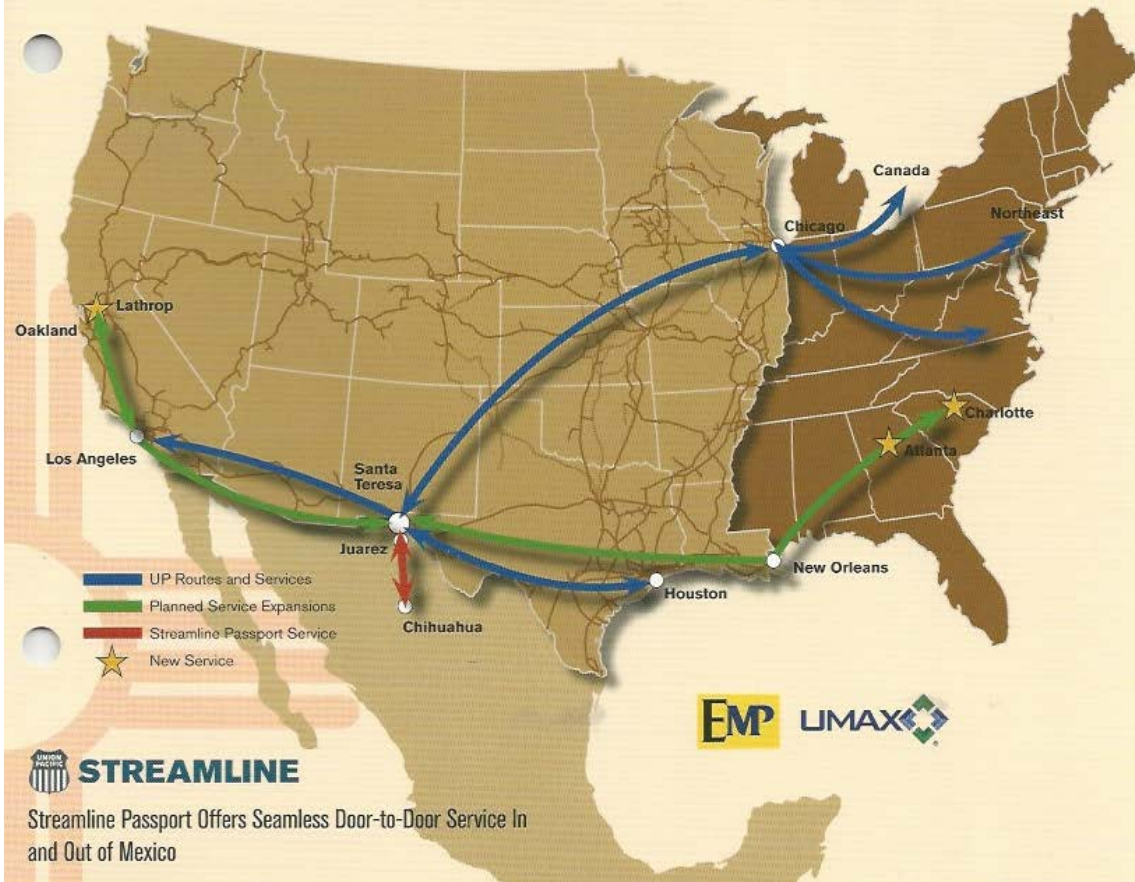 Canada
Northeast
Chicago
Lathrop
Oakland
Charlotte
Atlanta
Los Angeles
Santa
Teresa
Juarez
New Orleans
Houston
Chihuahua
UP Routes and Services
Planned Service Expansions
Streamline Passport Service
New Service
EMP
UMAX
®
UNION
PACIFIC
STREAMLINE
Streamline Passport Offers Seamless Door-to-Door Service In
and Out of Mexico